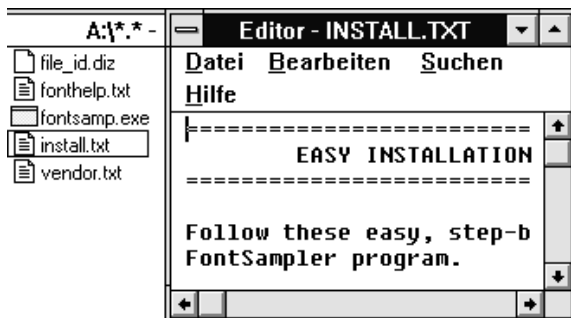 A:\*.* -
file_id.diz
fonthelp.txt
fontsamp.exe
install.txt
vendor.txt
Editor - INSTALL.TXT
Datei Bearbeiten Suchen
Hilfe
=========================
EASY INSTALLATION
=========================
Follow these easy, step-b
FontSampler program.